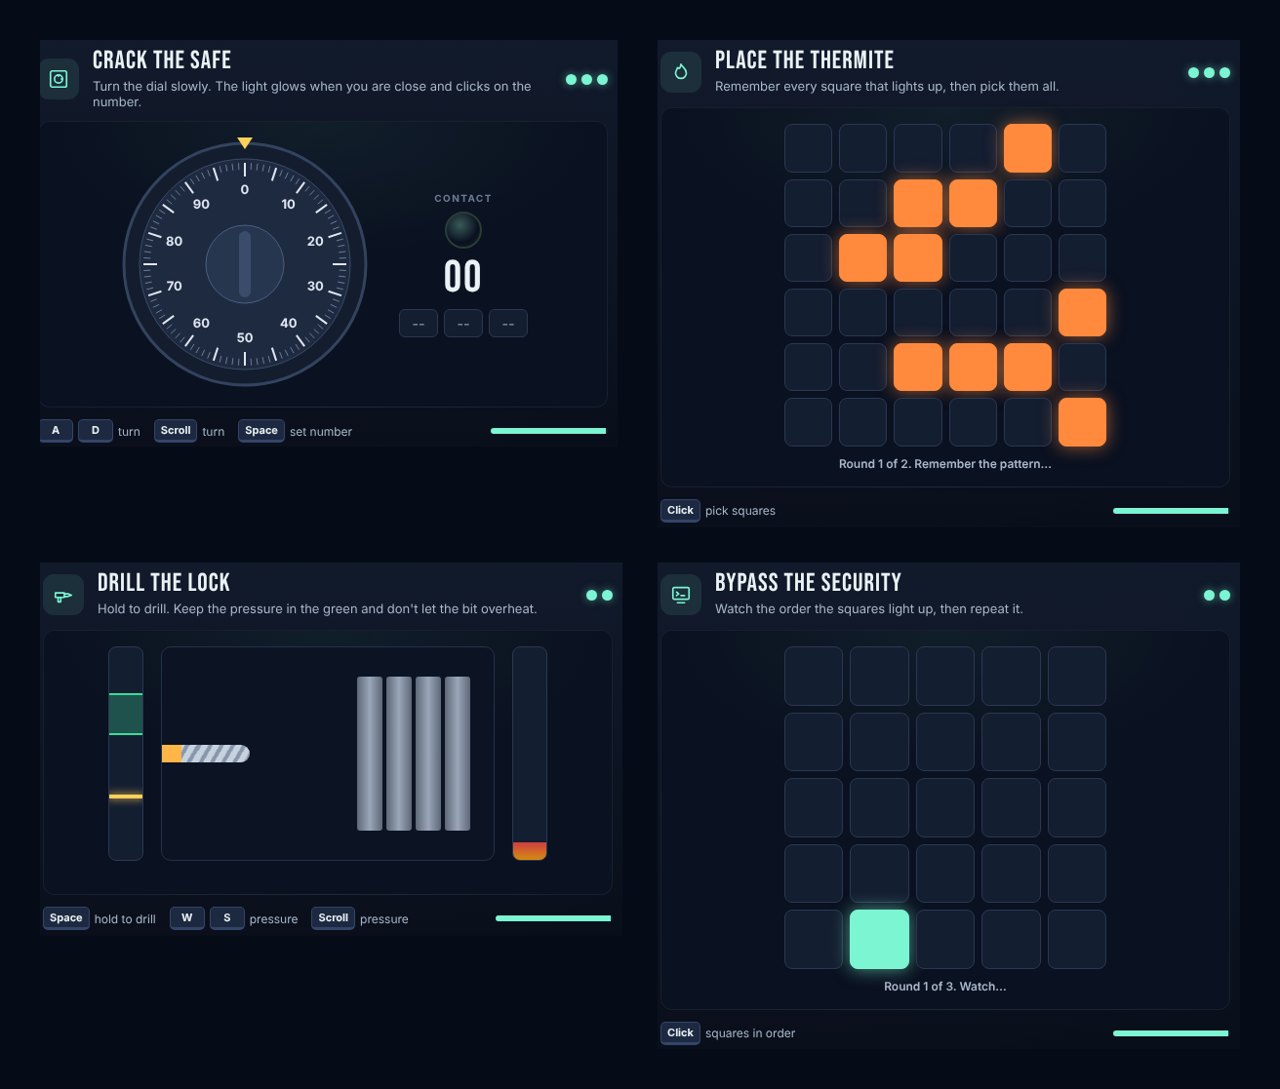 CRACK THE SAFE
Turn the dial slowly. The light glows when you are close and clicks on the
number.
0
10
20
30
40
50
60
70
80
90
CONTACT
00
-- -- --
A D turn Scroll turn Space set number
PLACE THE THERMITE
Remember every square that lights up, then pick them all.
Round 1 of 2. Remember the pattern...
Click pick squares
DRILL THE LOCK
Hold to drill. Keep the pressure in the green and don't let the bit overheat.
Space hold to drill W S pressure Scroll pressure
BYPASS THE SECURITY
Watch the order the squares light up, then repeat it.
Round 1 of 3. Watch...
Click squares in order